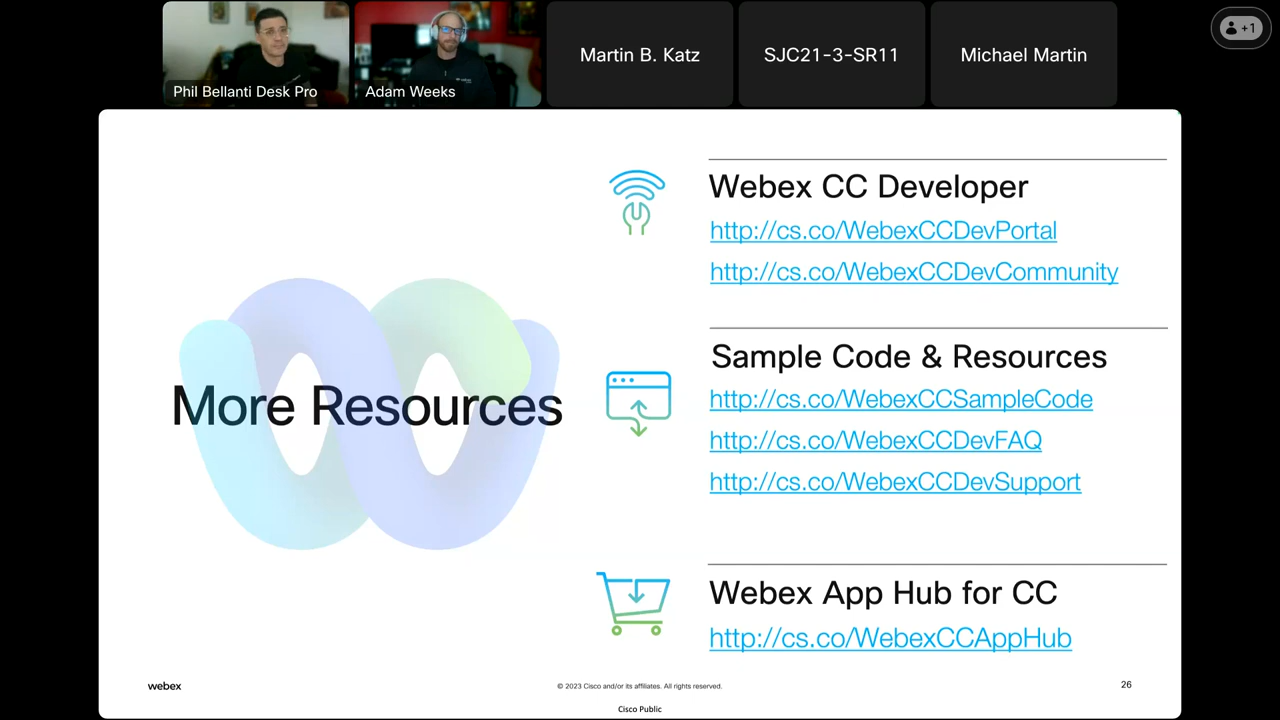 Phil Bellanti Desk Pro
Adam Weeks
Martin B. Katz
SJC21-3-SR11
Michael Martin
+1
Webex CC Developer
http://cs.co/WebexCCDevPortal
http://cs.co/WebexCCDevCommunity
More Resources
Sample Code & Resources
http://cs.co/WebexCCSampleCode
http://cs.co/WebexCCDevFAQ
http://cs.co/WebexCCDevSupport
Webex App Hub for CC
http://cs.co/WebexCCAppHub
webex
© 2023 Cisco and/or its affiliates. All rights reserved.
26
Cisco Public